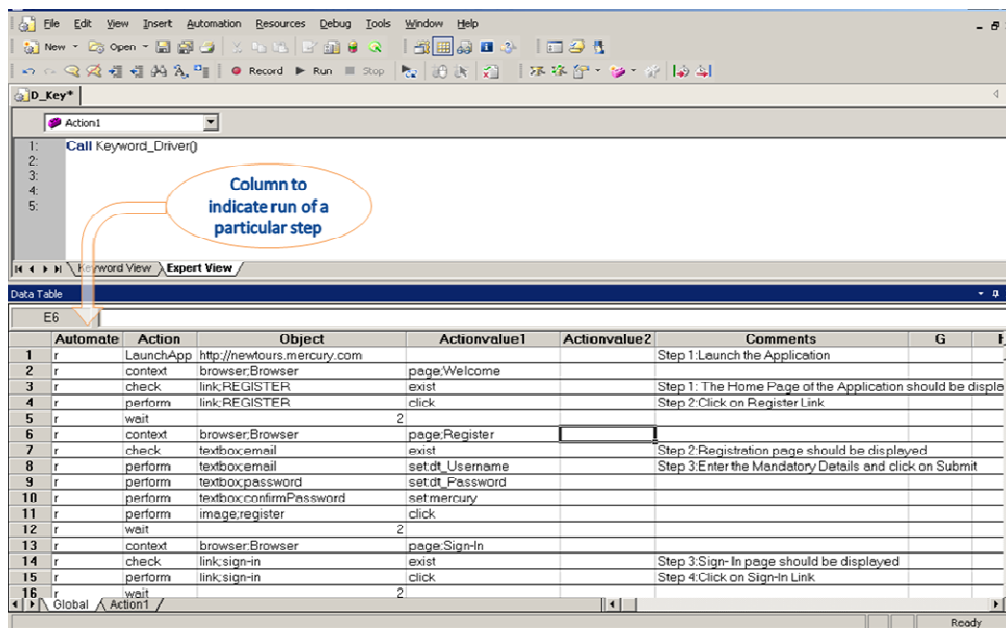 File Edit View Insert Automation Resources Debug Tools Window Help
New Open
Record Run Stop
D_Key*
Action1
1: Call Keyword_Driver()
2:
3:
4:
5:
Column to
indicate run of a
particular step
Keyword View Expert View
Data Table
E6
Automate Action Object Actionvalue1 Actionvalue2 Comments G
1 r LaunchApp http://newtours.mercury.com Step 1:Launch the Application
2 r context browser;Browser page;Welcome
3 r check link;REGISTER exist Step 1: The Home Page of the Application should be displa
4 r perform link;REGISTER click Step 2:Click on Register Link
5 r wait 2
6 r context browser;Browser page;Register
7 r check textbox;email exist Step 2:Registration page should be displayed
8 r perform textbox;email set;dt_Username Step 3:Enter the Mandatory Details and click on Submit
9 r perform textbox;password set;dt_Password
10 r perform textbox;confirmPassword set;mercury
11 r perform image;register click
12 r wait 2
13 r context browser;Browser page;Sign-In
14 r check link;sign-in exist Step 3:Sign-In page should be displayed
15 r perform link;sign-in click Step 4:Click on Sign-In Link
16 r wait 2
Global Action1
Ready